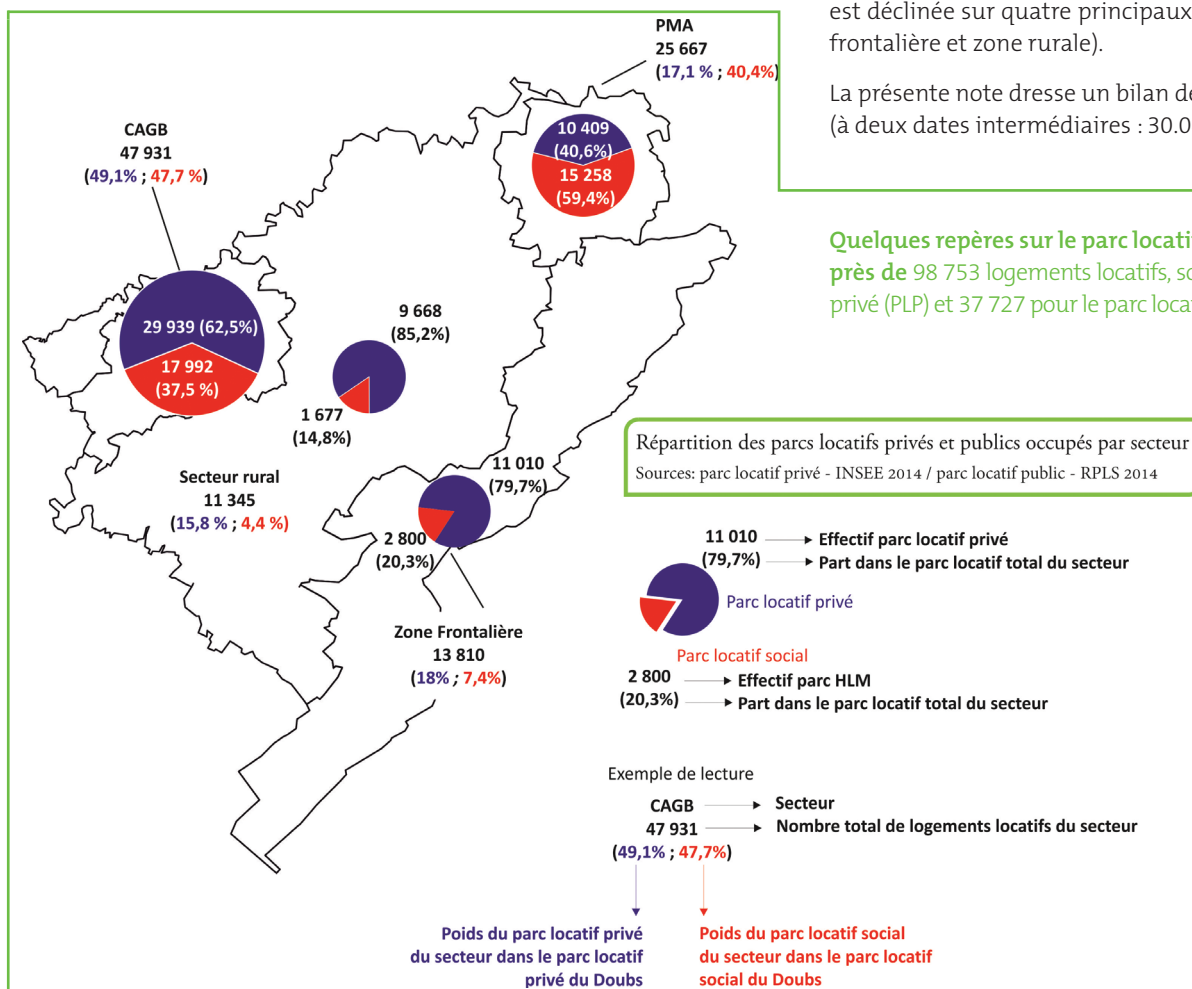 est déclinée sur quatre principaux
frontalière et zone rurale).
La présente note dresse un bilan de
(à deux dates intermédiaires : 30.0
Quelques repères sur le parc locati
près de 98 753 logements locatifs, so
privé (PLP) et 37 727 pour le parc loca
PMA
25 667
(17,1 % ; 40,4%)
10 409
(40,6%)
15 258
(59,4%)
CAGB
47 931
(49,1% ; 47,7 %)
29 939 (62,5%)
17 992
(37,5 %)
9 668
(85,2%)
1 677
(14,8%)
Secteur rural
11 345
(15,8 % ; 4,4 %)
11 010
(79,7%)
2 800
(20,3%)
Zone Frontalière
13 810
(18% ; 7,4%)
Répartition des parcs locatifs privés et publics occupés par secteur
Sources: parc locatif privé - INSEE 2014 / parc locatif public - RPLS 2014
11 010 Effectif parc locatif privé
(79,7%) Part dans le parc locatif total du secteur
Parc locatif privé
Parc locatif social
2 800 Effectif parc HLM
(20,3%) Part dans le parc locatif total du secteur
Exemple de lecture
CAGB Secteur
47 931 Nombre total de logements locatifs du secteur
(49,1% ; 47,7%)
Poids du parc locatif privé
du secteur dans le parc locatif
privé du Doubs
Poids du parc locatif social
du secteur dans le parc locatif
social du Doubs